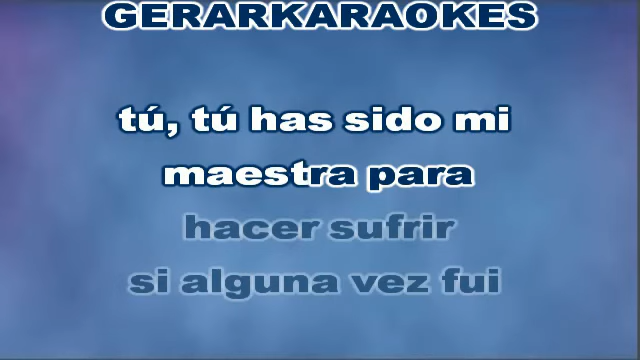 GERARKARAOKES
tú, tú has sido mi
maestra para
hacer sufrir
si alguna vez fui